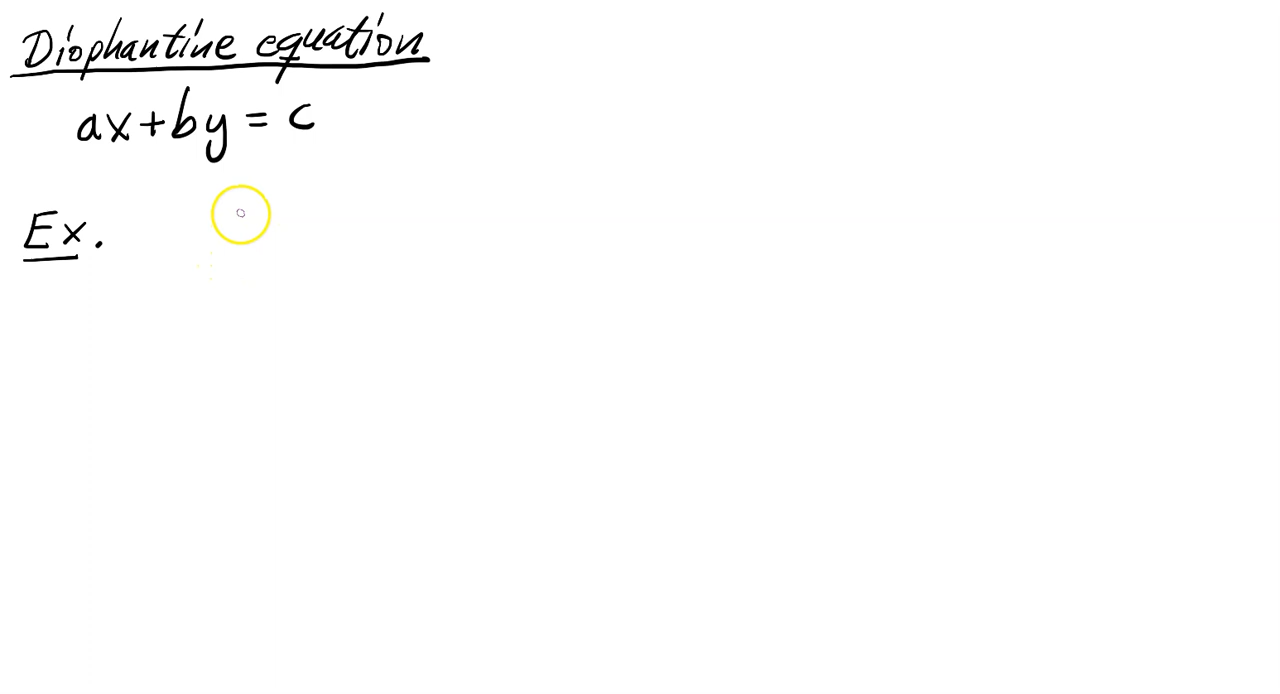 Diophantine equation
ax+by = c
Ex.